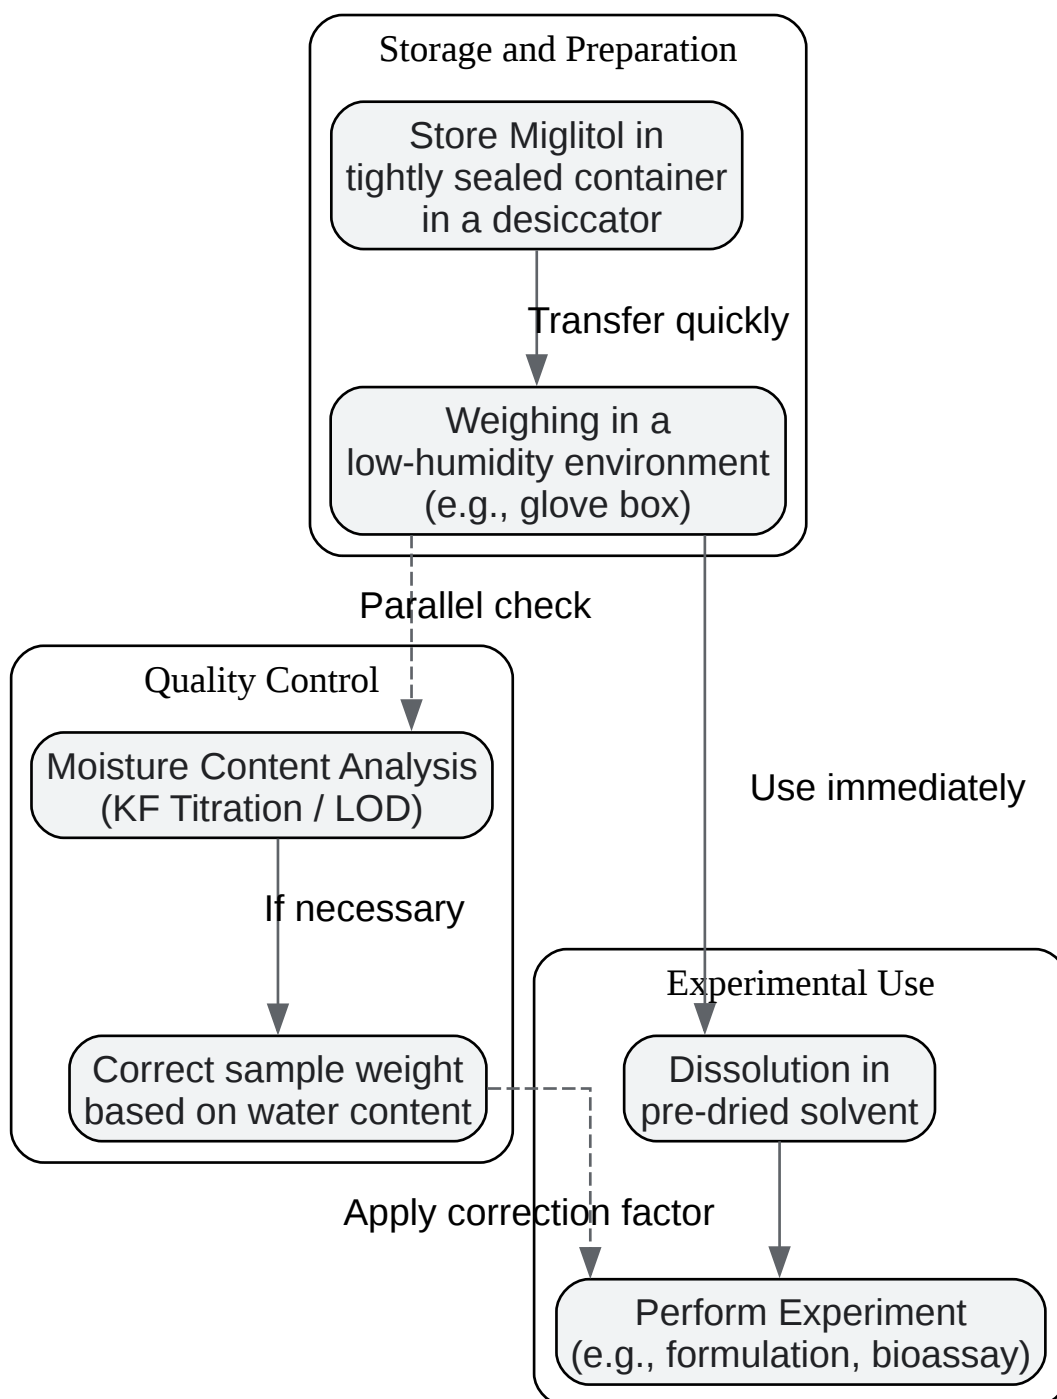 Storage and Preparation
Store Miglitol in
tightly sealed container
in a desiccator
Transfer quickly
Weighing in a
low-humidity environment
(e.g., glove box)
Parallel check
Quality Control
Moisture Content Analysis
(KF Titration / LOD)
Use immediately
If necessary
Experimental Use
Correct sample weight
based on water content
Dissolution in
pre-dried solvent
Apply correction factor
Perform Experiment
(e.g., formulation, bioassay)